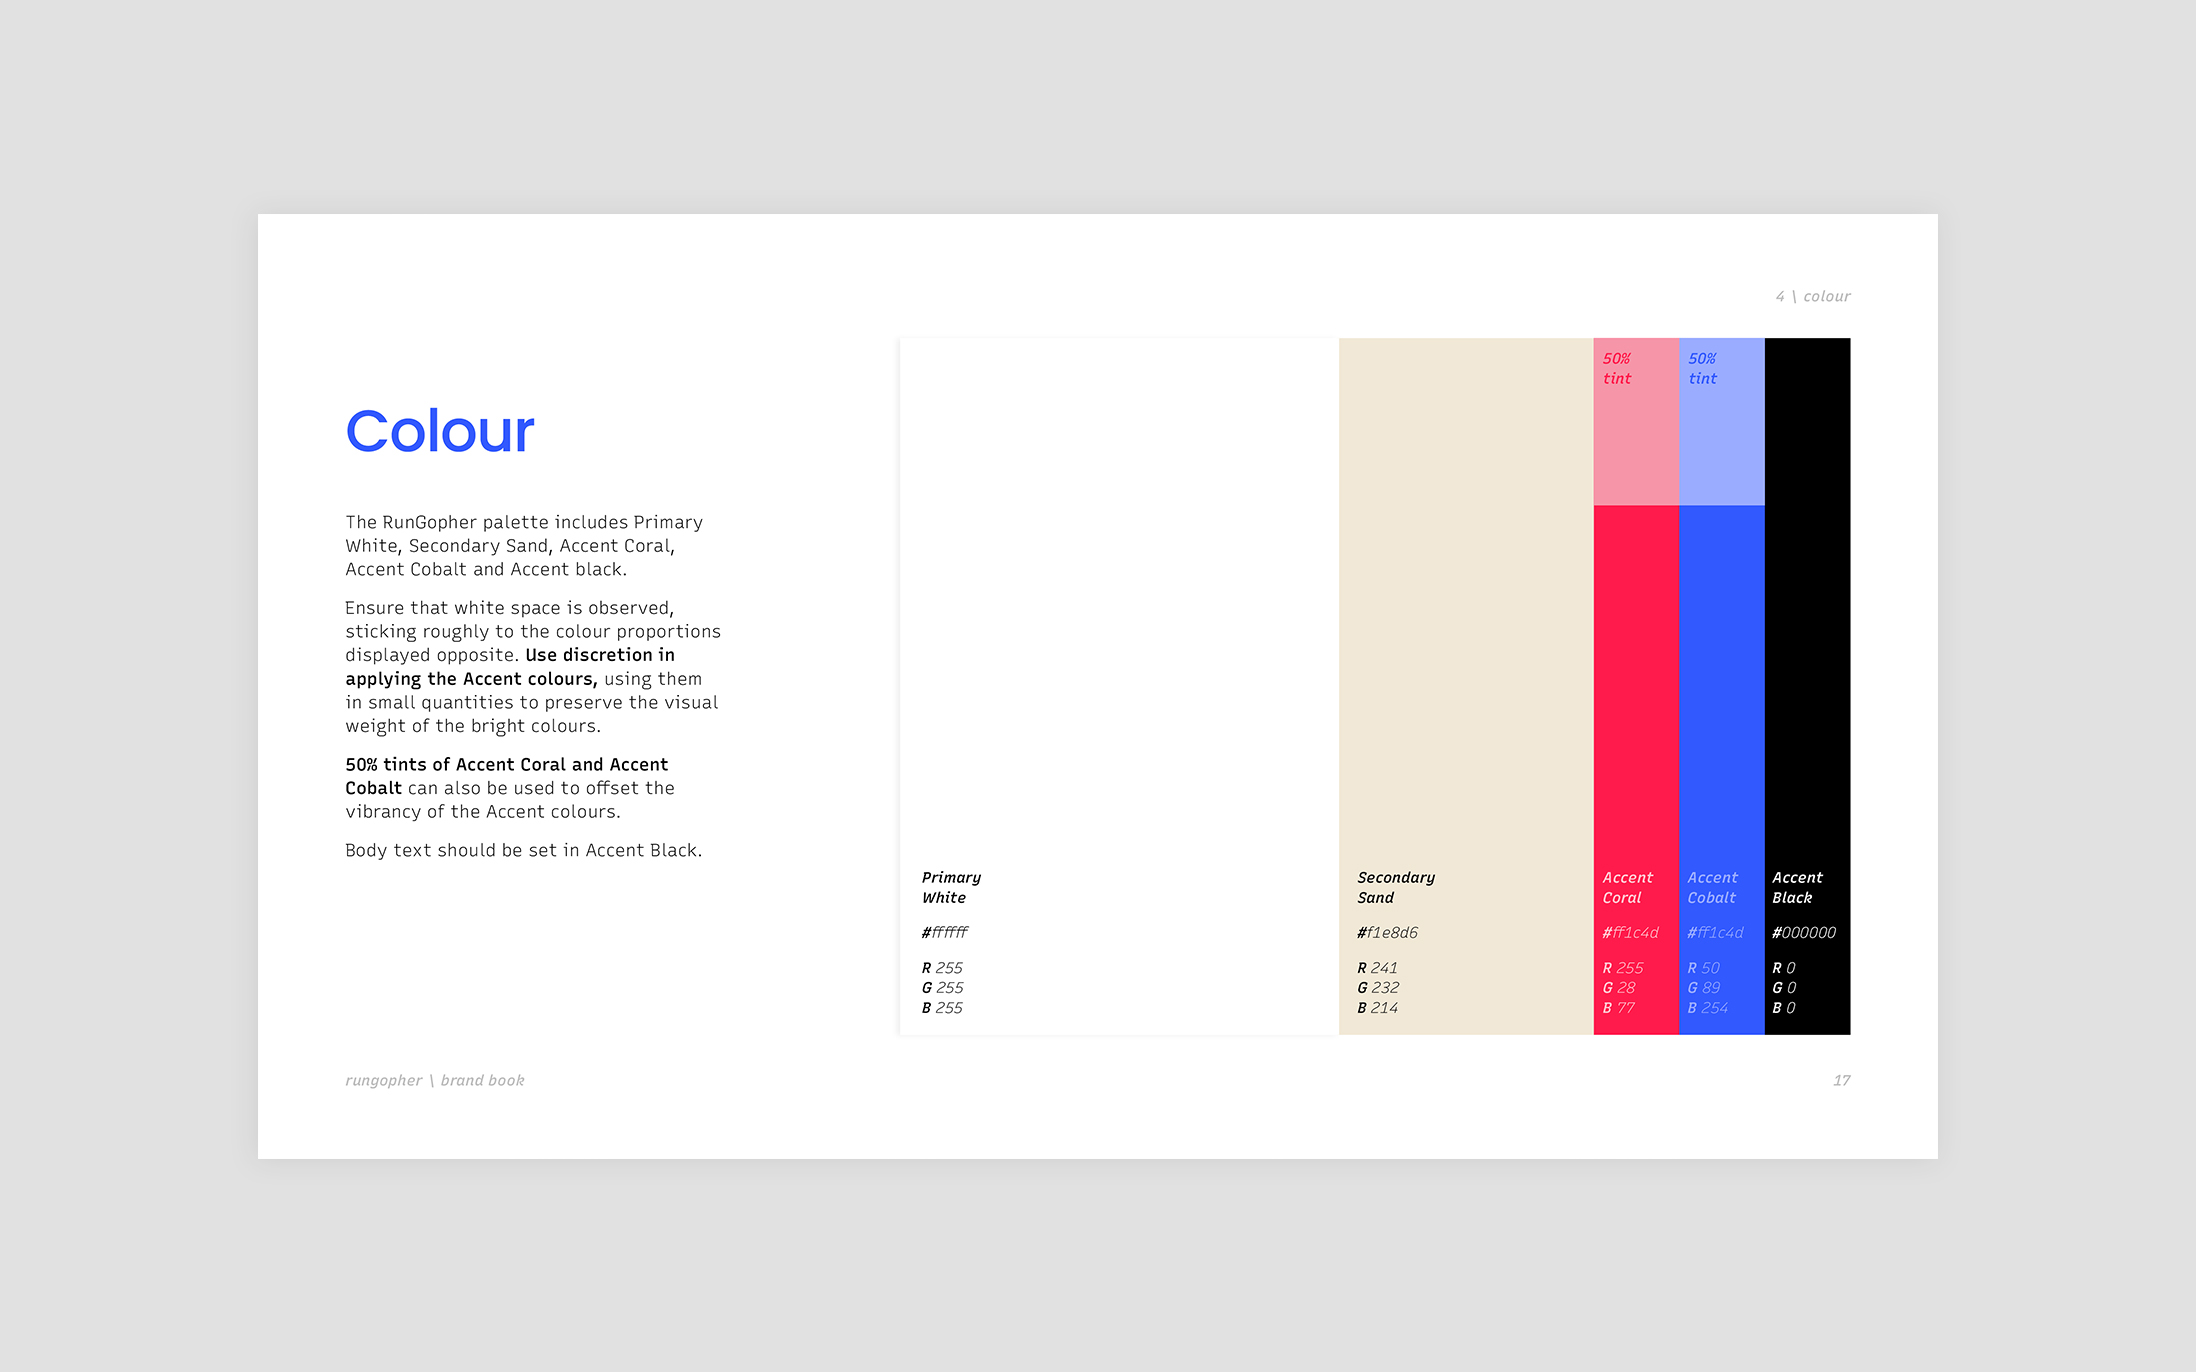 4 \ colour
Colour
The RunGopher palette includes Primary
White, Secondary Sand, Accent Coral,
Accent Cobalt and Accent black.
Ensure that white space is observed,
sticking roughly to the colour proportions
displayed opposite. Use discretion in
applying the Accent colours, using them
in small quantities to preserve the visual
weight of the bright colours.
50% tints of Accent Coral and Accent
Cobalt can also be used to offset the
vibrancy of the Accent colours.
Body text should be set in Accent Black.
Primary
White
#ffffff
R 255
G 255
B 255
Secondary
Sand
#f1e8d6
R 241
G 232
B 214
50%
tint
Accent
Coral
#ff1c4d
R 255
G 28
B 77
50%
tint
Accent
Cobalt
#ff1c4d
R 50
G 89
B 254
Accent
Black
#000000
R 0
G 0
B 0
rungopher \ brand book
17